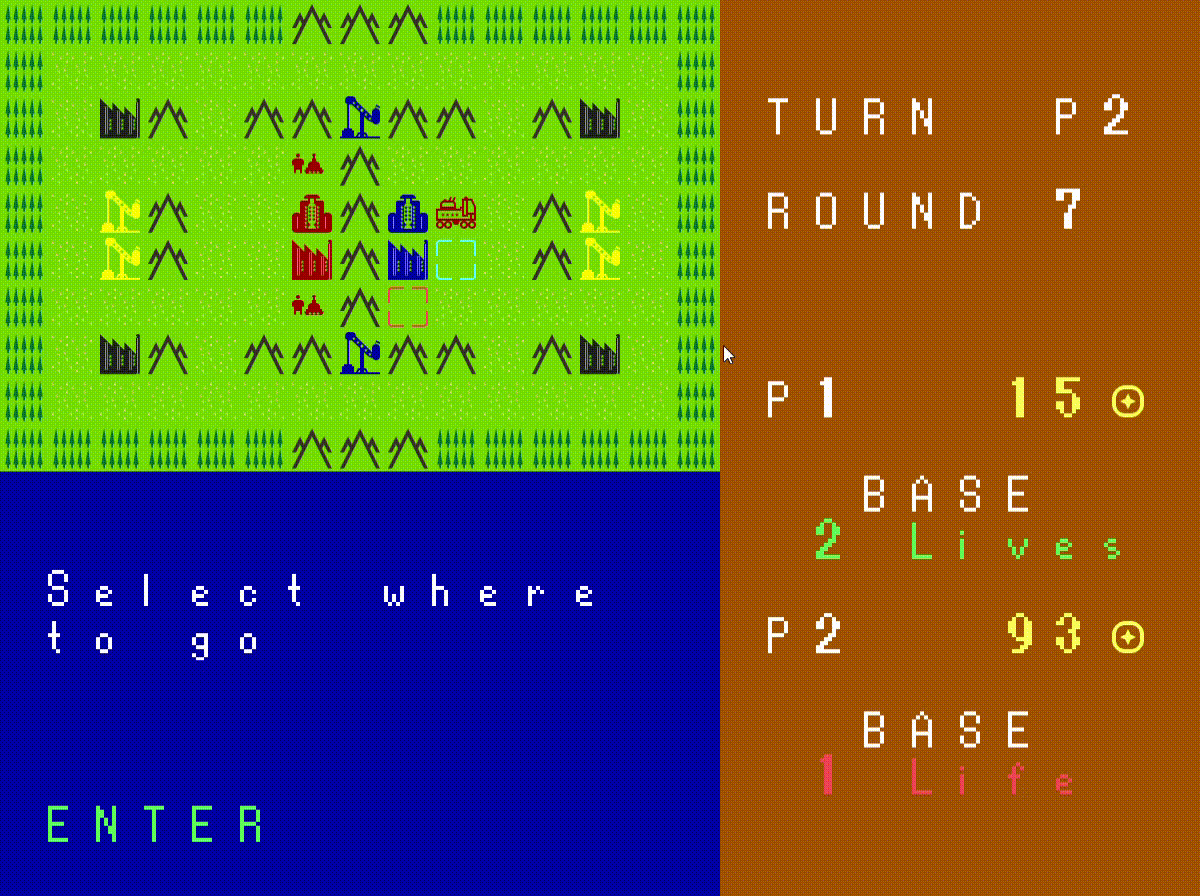 TURN P2
ROUND 7
P1 15
BASE
2 Lives
P2 93
BASE
1 Life
Select where
to go
ENTER